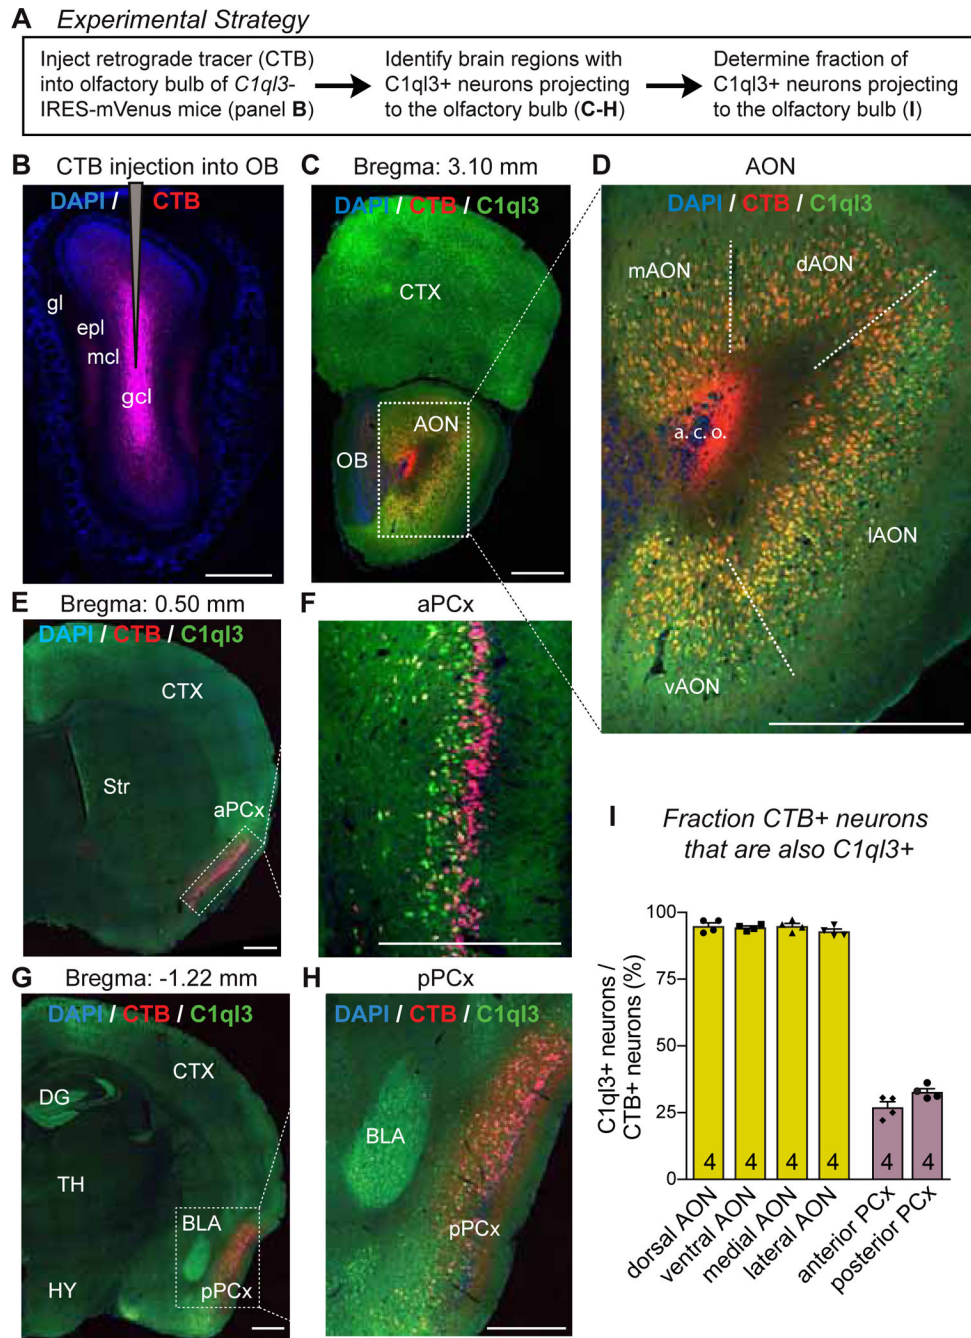 A Experimental Strategy
Inject retrograde tracer (CTB)
into olfactory bulb of C1ql3-
IRES-mVenus mice (panel B)
Identify brain regions with
C1ql3+ neurons projecting
to the olfactory bulb (C-H)
Determine fraction of
C1ql3+ neurons projecting
to the olfactory bulb (I)
B CTB injection into OB
DAPI / CTB
gl
epl
mcl
gcl
C Bregma: 3.10 mm
DAPI / CTB / C1ql3
CTX
AON
OB
D AON
DAPI / CTB / C1ql3
mAON
dAON
a. c. o.
lAON
vAON
E Bregma: 0.50 mm
DAPI / CTB / C1ql3
CTX
Str
aPCx
F aPCx
G Bregma: -1.22 mm
DAPI / CTB / C1ql3
CTX
DG
TH
BLA
pPCx
HY
H pPCx
DAPI / CTB / C1ql3
BLA
pPCx
I Fraction CTB+ neurons
that are also C1ql3+
C1ql3+ neurons /
CTB+ neurons (%)
100
75
50
25
0
4 4 4 4 4 4
dorsal AON
ventral AON
medial AON
lateral AON
anterior PCx
posterior PCx